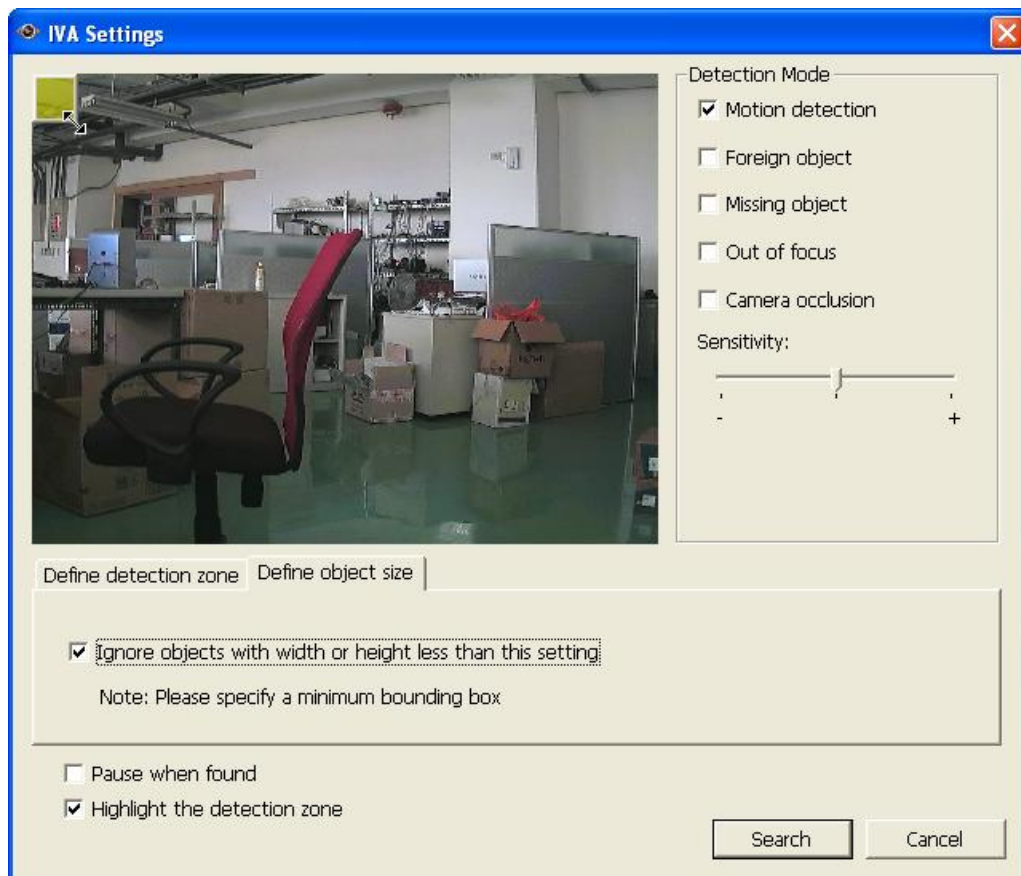 IVA Settings
Detection Mode
Motion detection
Foreign object
Missing object
Out of focus
Camera occlusion
Sensitivity:
- +
Define detection zone Define object size
Ignore objects with width or height less than this setting
Note: Please specify a minimum bounding box
Pause when found
Highlight the detection zone
Search Cancel